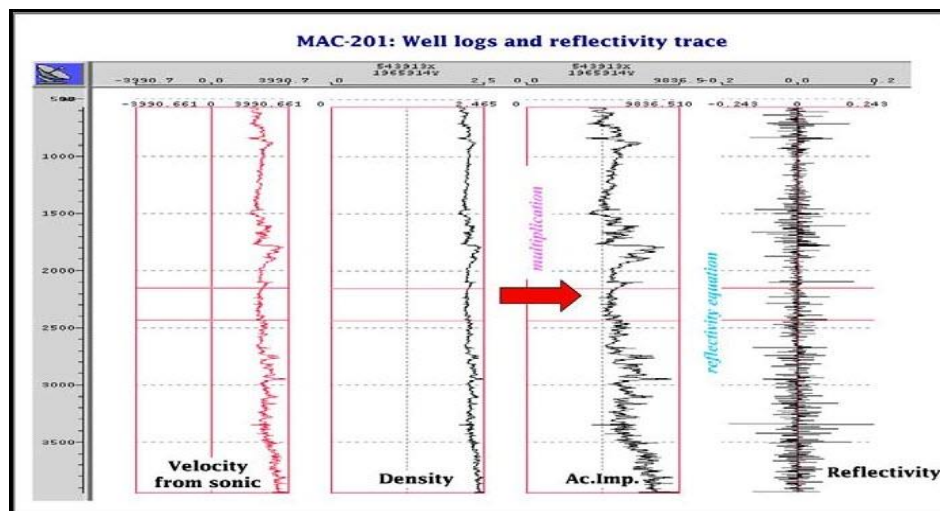 MAC-201: Well logs and reflectivity trace
543913X 543913X
1965914Y 1965914Y
-3990.7 0.0 3990.7 0 2.5 0.0 9836.5 -0.2 0.0 0.2
-3990.661 0 3990.661 0 2.465 0 9836.510 -0.243 0 0.243
1000
1500
2000
2500
3000
3500
multiplication
reflectivity equation
Velocity
from sonic
Density
Ac.Imp.
Reflectivity